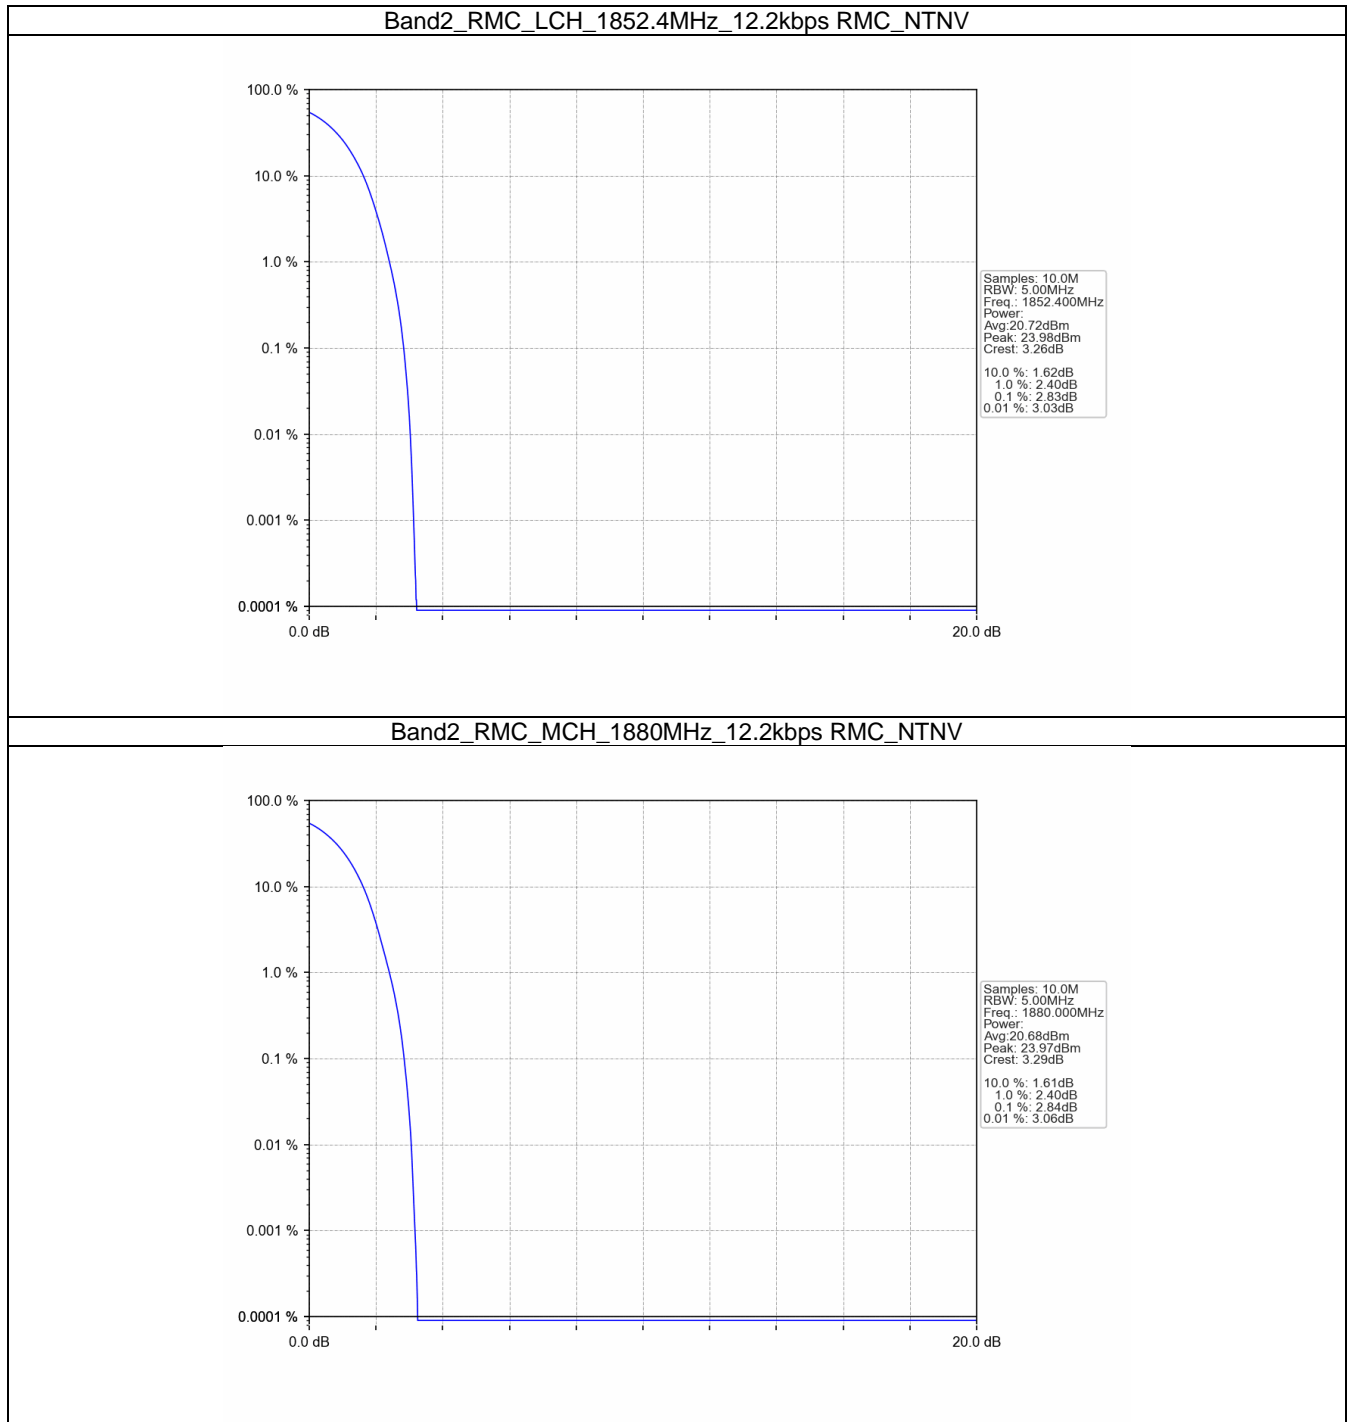 Band2_RMC_LCH_1852.4MHz_12.2kbps RMC_NTNV
100.0 %
10.0 %
1.0 %
0.1 %
0.01 %
0.001 %
0.0001 %
0.0 dB
20.0 dB
Samples: 10.0M
RBW: 5.00MHz
Freq.: 1852.400MHz
Power:
Avg:20.72dBm
Peak: 23.98dBm
Crest: 3.26dB
10.0 %: 1.62dB
1.0 %: 2.40dB
0.1 %: 2.83dB
0.01 %: 3.03dB
Band2_RMC_MCH_1880MHz_12.2kbps RMC_NTNV
100.0 %
10.0 %
1.0 %
0.1 %
0.01 %
0.001 %
0.0001 %
0.0 dB
20.0 dB
Samples: 10.0M
RBW: 5.00MHz
Freq.: 1880.000MHz
Power:
Avg:20.68dBm
Peak: 23.97dBm
Crest: 3.29dB
10.0 %: 1.61dB
1.0 %: 2.40dB
0.1 %: 2.84dB
0.01 %: 3.06dB